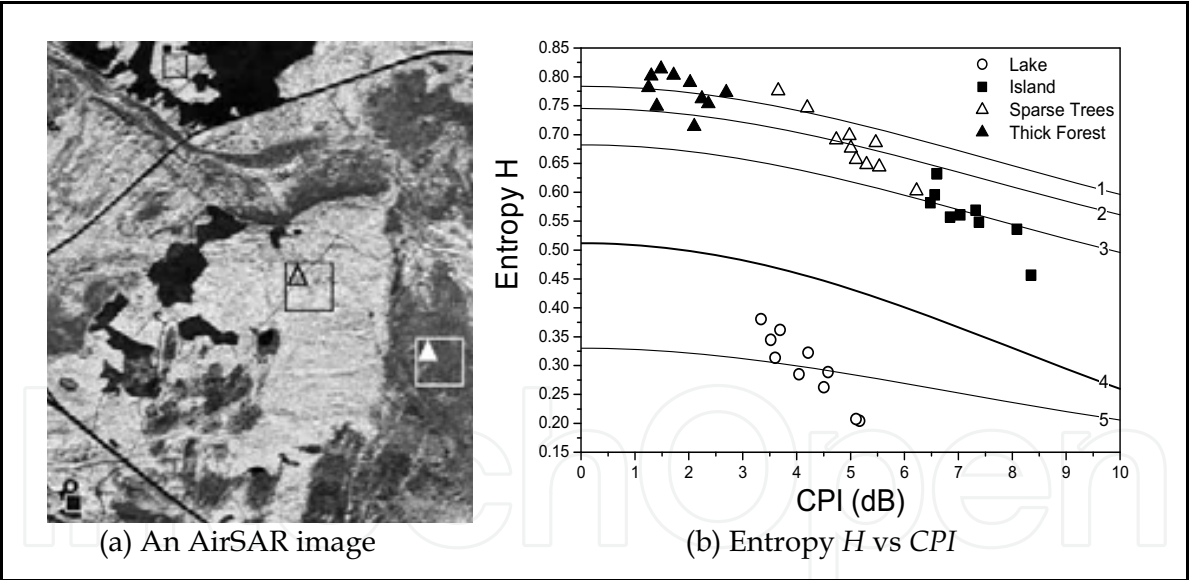 0.85
0.80
0.75
0.70
0.65
0.60
0.55
0.50
0.45
0.40
0.35
0.30
0.25
0.20
0.15
Entropy H
Lake
Island
Sparse Trees
Thick Forest
1
2
3
4
5
0 1 2 3 4 5 6 7 8 9 10
CPI (dB)
(a) An AirSAR image
(b) Entropy H vs CPI
InTechOpen